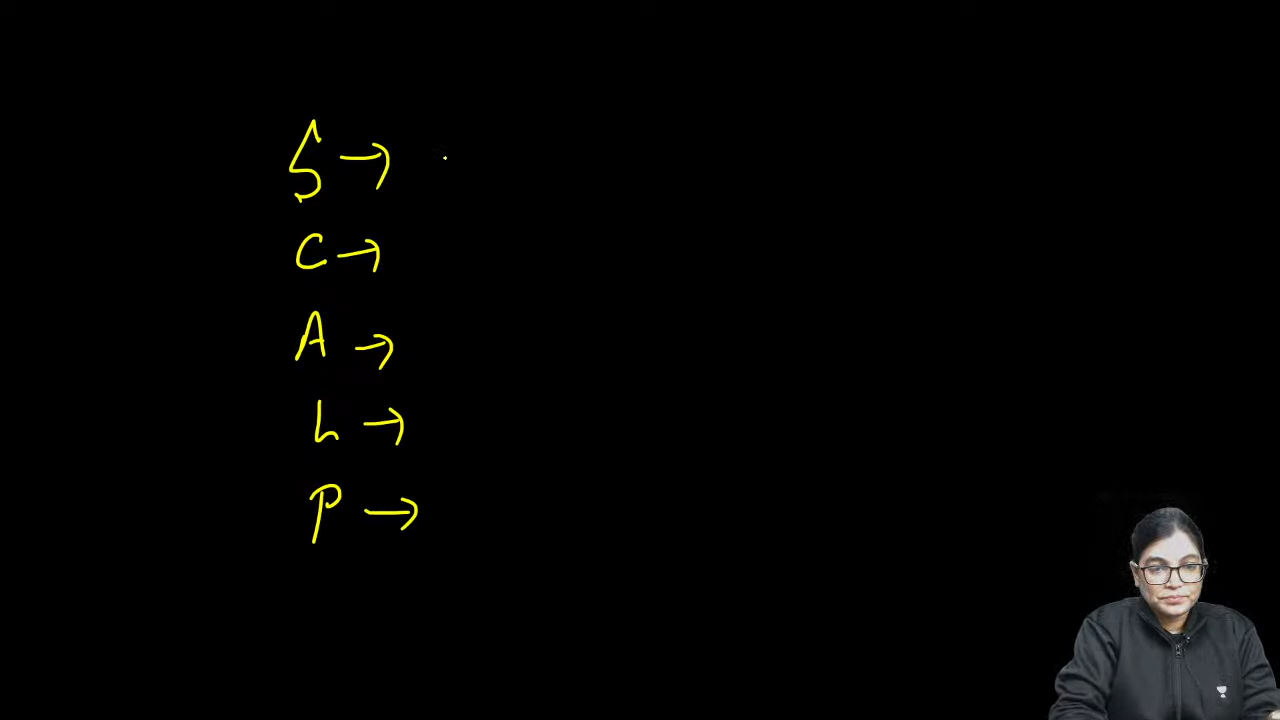 S →
C →
A →
L →
P →